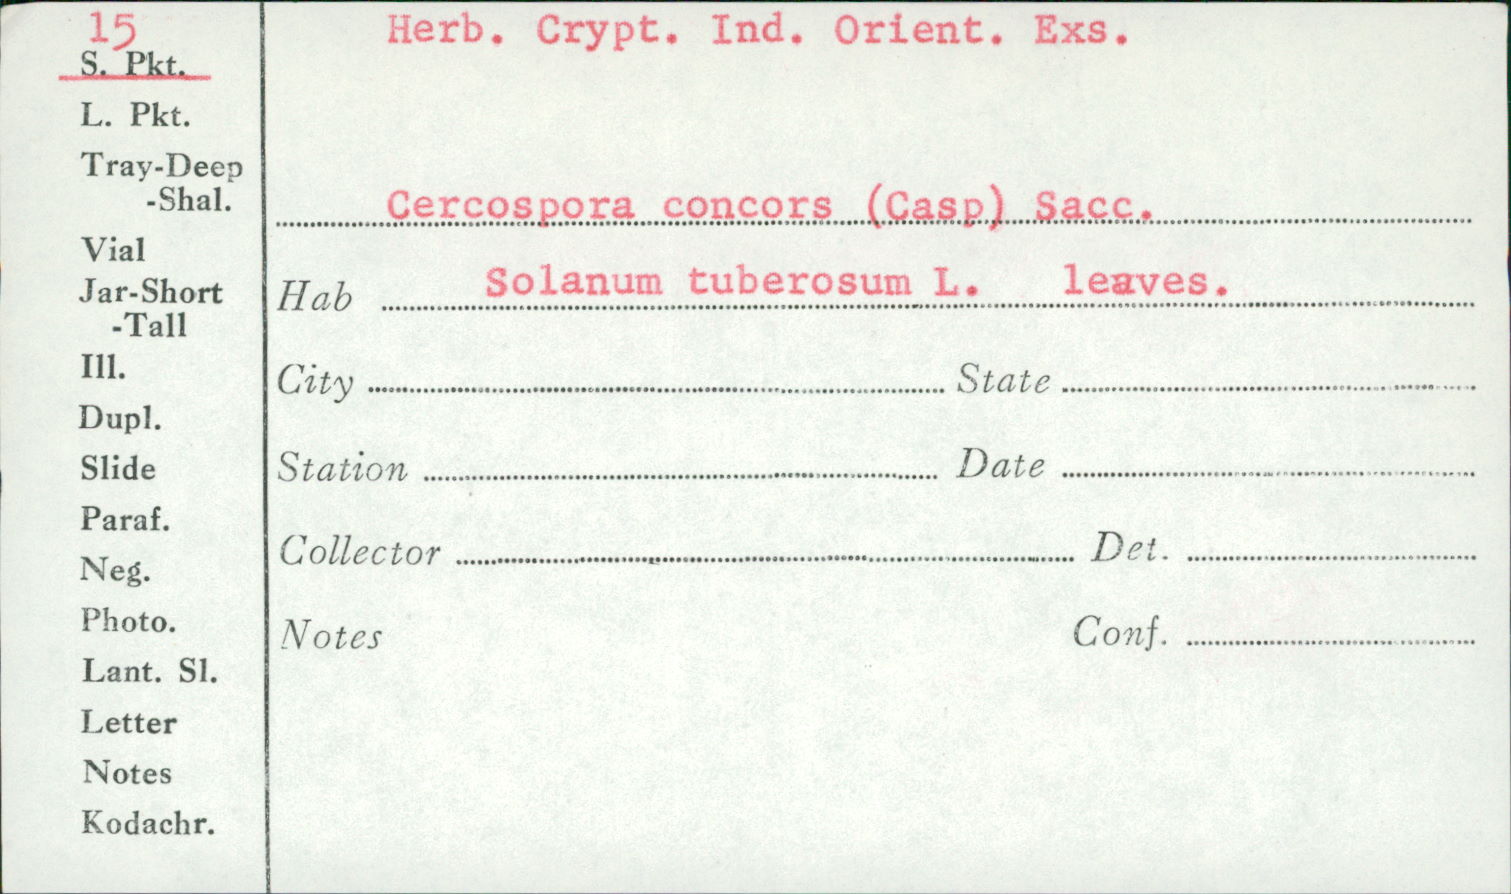 15
S. Pkt.
L. Pkt.
Tray-Deep
-Shal.
Vial
Jar-Short
-Tall
Ill.
Dupl.
Slide
Paraf.
Neg.
Photo.
Lant. Sl.
Letter
Notes
Kodachr.
Herb. Crypt. Ind. Orient. Exs.
Cercospora concors (Casp) Sacc.
Hab Solanum tuberosum L. leaves.
City State
Station Date
Collector Det.
Notes Conf.